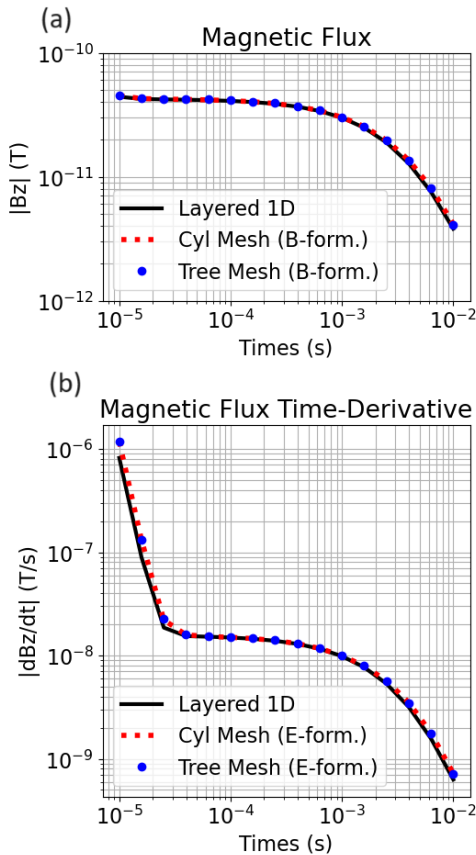 (a)
Magnetic Flux
|Bz| (T)
10⁻¹⁰
10⁻¹¹
10⁻¹²
Layered 1D
Cyl Mesh (B-form.)
Tree Mesh (B-form.)
10⁻⁵ 10⁻⁴ 10⁻³ 10⁻²
Times (s)
(b)
Magnetic Flux Time-Derivative
|dBz/dt| (T/s)
10⁻⁶
10⁻⁷
10⁻⁸
10⁻⁹
Layered 1D
Cyl Mesh (E-form.)
Tree Mesh (E-form.)
10⁻⁵ 10⁻⁴ 10⁻³ 10⁻²
Times (s)